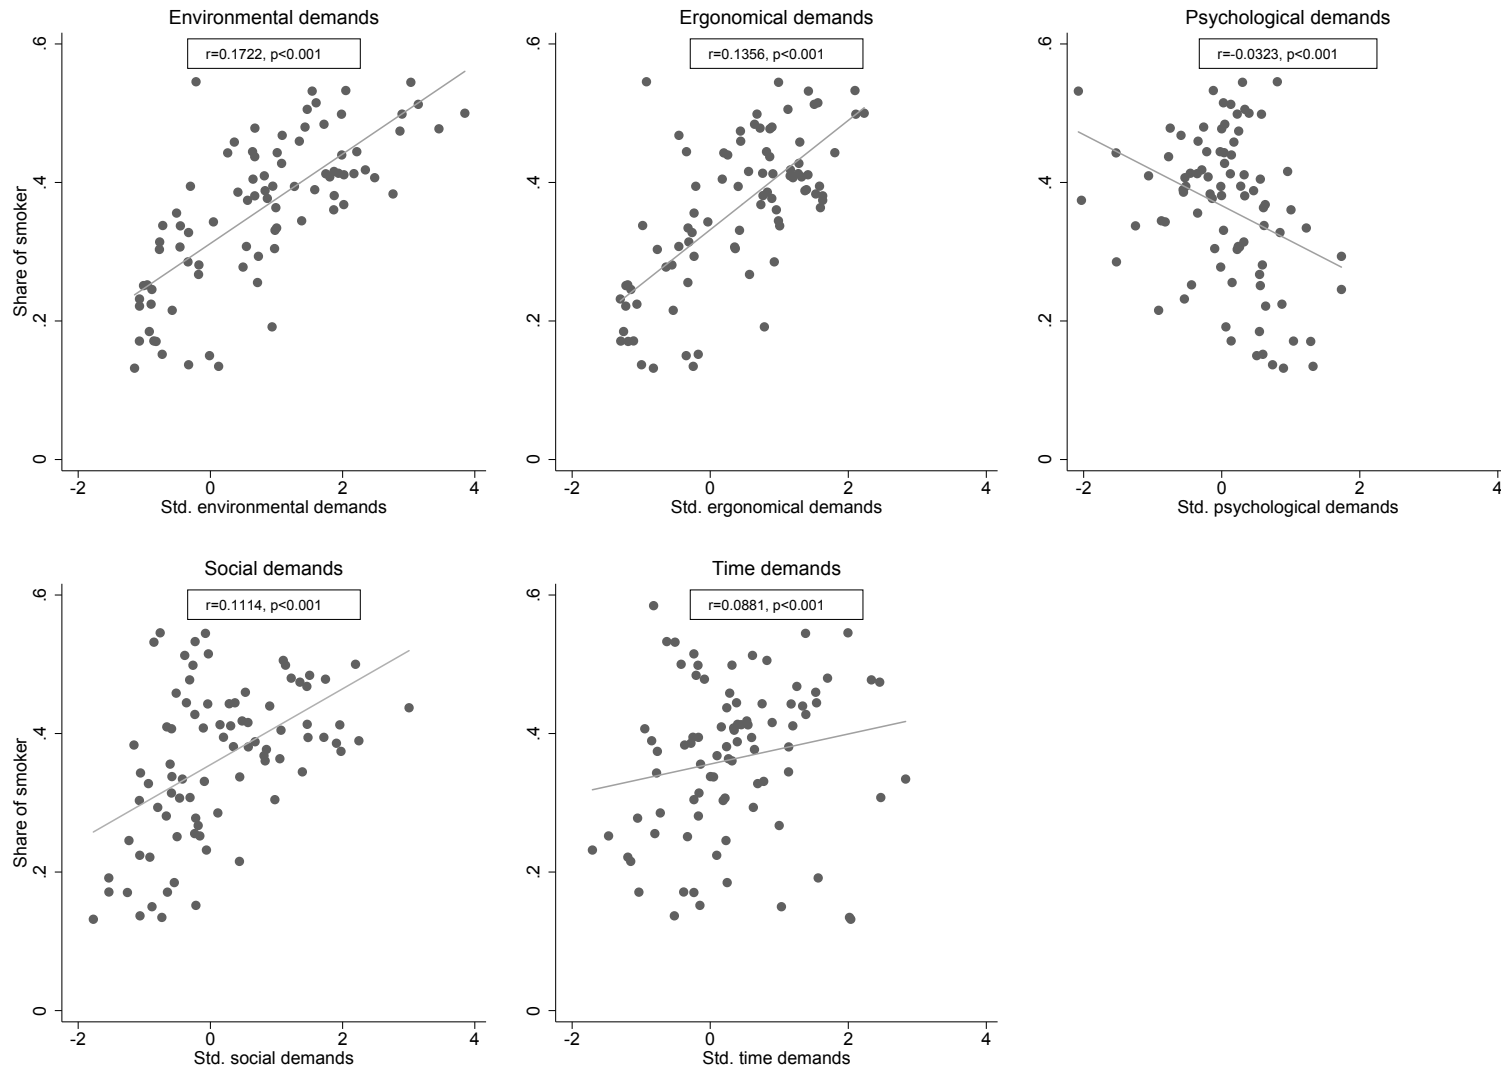 Environmental demands
r=0.1722, p<0.001
Share of smoker
0 .2 .4 .6
-2 0 2 4
Std. environmental demands
Ergonomical demands
r=0.1356, p<0.001
0 .2 .4 .6
-2 0 2 4
Std. ergonomical demands
Psychological demands
r=-0.0323, p<0.001
0 .2 .4 .6
-2 0 2 4
Std. psychological demands
Social demands
r=0.1114, p<0.001
Share of smoker
0 .2 .4 .6
-2 0 2 4
Std. social demands
Time demands
r=0.0881, p<0.001
0 .2 .4 .6
-2 0 2 4
Std. time demands